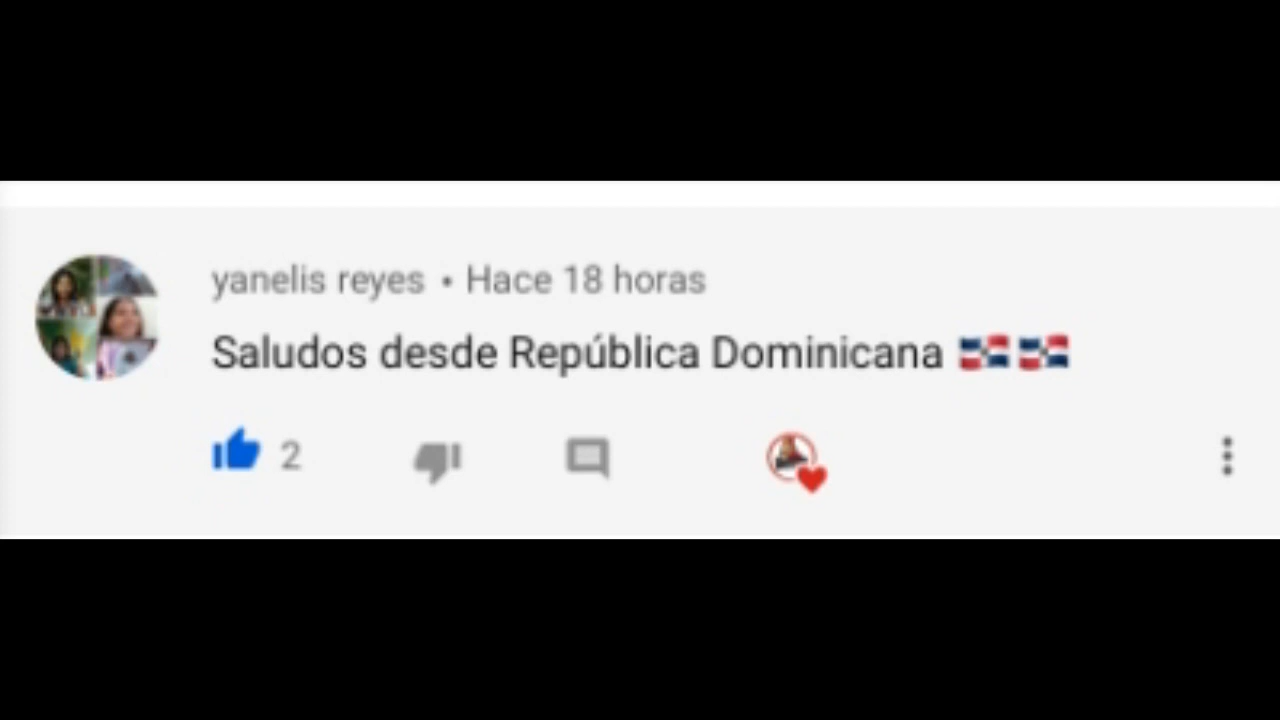 yanelis reyes • Hace 18 horas
Saludos desde República Dominicana 🇩🇴🇩🇴
2